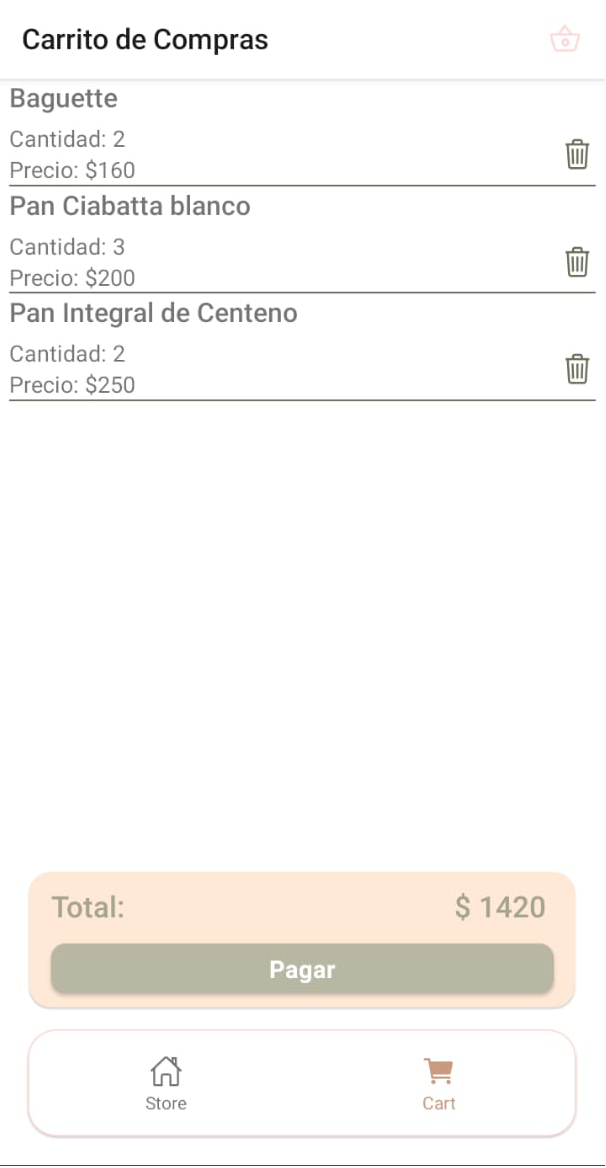 Carrito de Compras
Baguette
Cantidad: 2
Precio: $160
Pan Ciabatta blanco
Cantidad: 3
Precio: $200
Pan Integral de Centeno
Cantidad: 2
Precio: $250
Total: $ 1420
Pagar
Store Cart